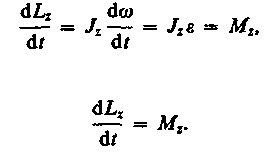 dL_z/dt = J_z dω/dt = J_z ε = M_z,
dL_z/dt = M_z.